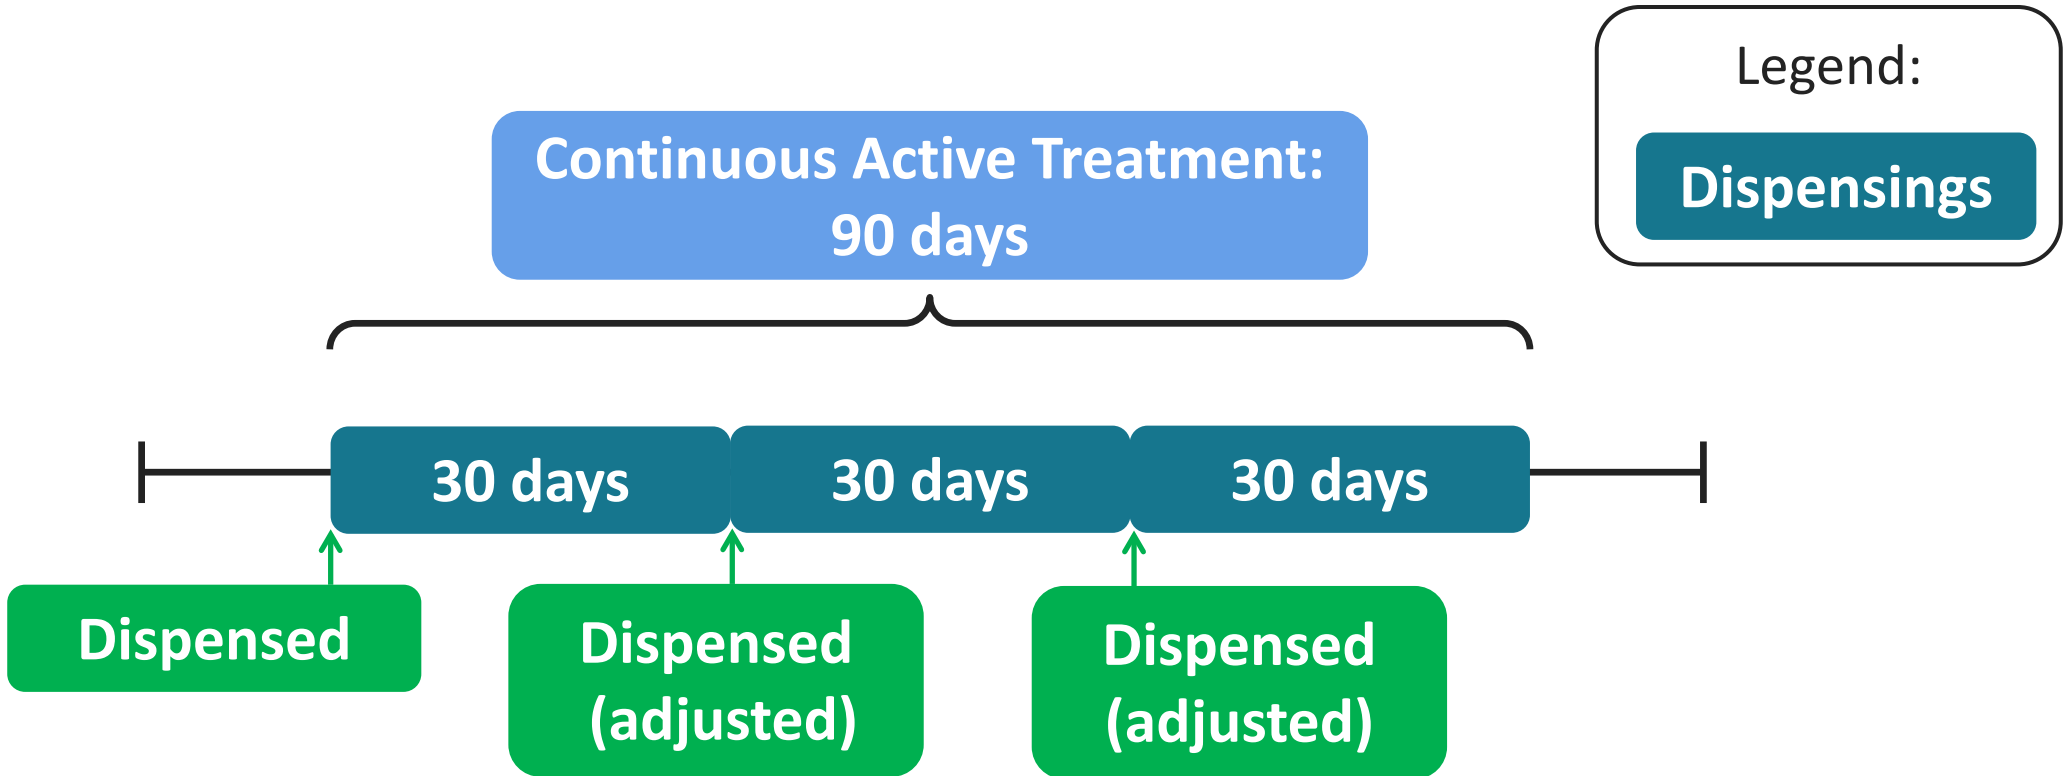 Legend:
Dispensings
Continuous Active Treatment:
90 days
30 days
30 days
30 days
Dispensed
Dispensed
(adjusted)
Dispensed
(adjusted)